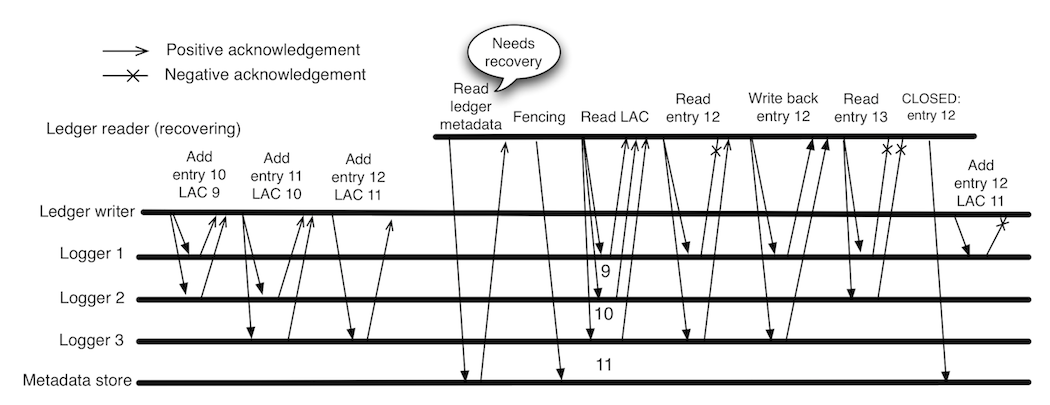 Positive acknowledgement
Negative acknowledgement
Needs
recovery
Read
ledger
metadata
Fencing
Read LAC
Read
entry 12
Write back
entry 12
Read
entry 13
CLOSED:
entry 12
Ledger reader (recovering)
Add
entry 10
LAC 9
Add
entry 11
LAC 10
Add
entry 12
LAC 11
Add
entry 12
LAC 11
Ledger writer
Logger 1
9
Logger 2
10
Logger 3
11
Metadata store